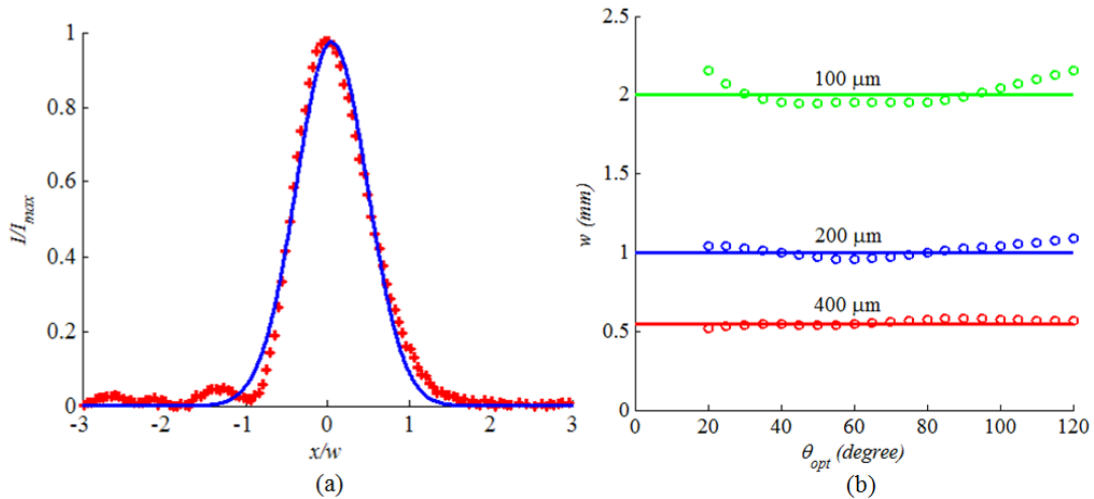 1
0.8
0.6
0.4
0.2
0
I/I_max
-3 -2 -1 0 1 2 3
x/w
(a)
2.5
2
1.5
1
0.5
0
w (mm)
100 μm
200 μm
400 μm
0 20 40 60 80 100 120
θ_opt (degree)
(b)